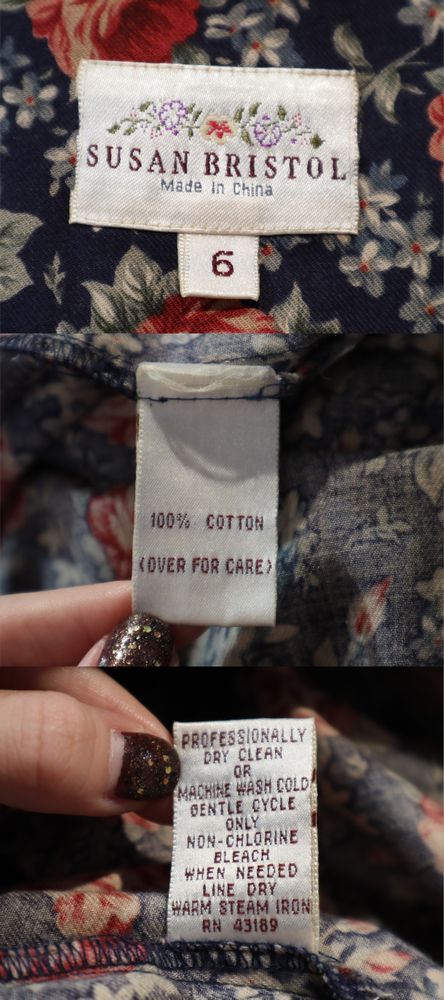 SUSAN BRISTOL
Made in China
6
100% COTTON
(OVER FOR CARE)
PROFESSIONALLY
DRY CLEAN
OR
MACHINE WASH COLD
GENTLE CYCLE
ONLY
NON-CHLORINE
BLEACH
WHEN NEEDED
LINE DRY
WARM STEAM IRON
RN 43189